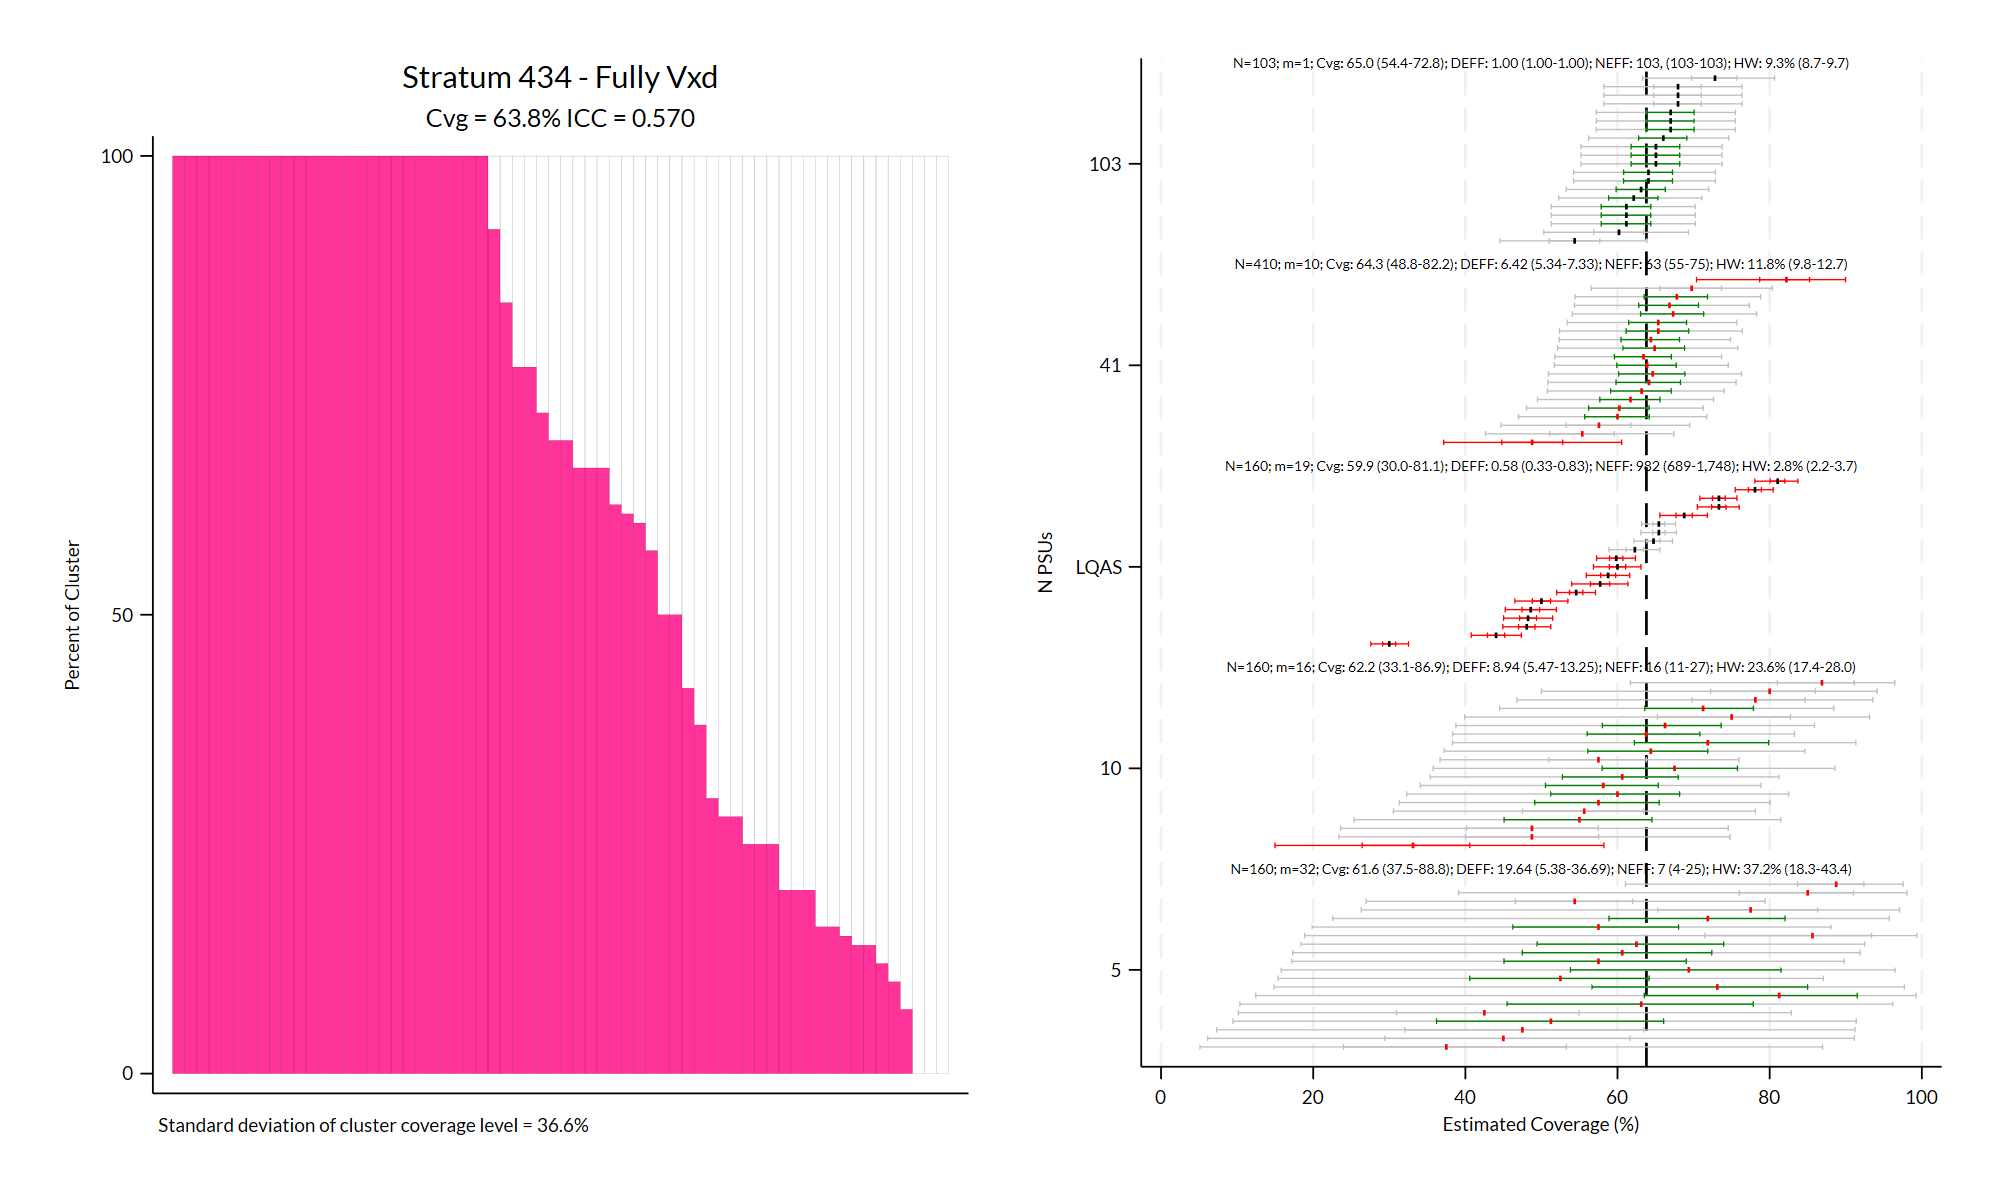 Stratum 434 - Fully Vxd
Cvg = 63.8% ICC = 0.570
100
50
0
Percent of Cluster
Standard deviation of cluster coverage level = 36.6%
N=103; m=1; Cvg: 65.0 (54.4-72.8); DEFF: 1.00 (1.00-1.00); NEFF: 103, (103-103); HW: 9.3% (8.7-9.7)
103
N=410; m=10; Cvg: 64.3 (48.8-82.2); DEFF: 6.42 (5.34-7.33); NEFF: 63 (55-75); HW: 11.8% (9.8-12.7)
41
N=160; m=19; Cvg: 59.9 (30.0-81.1); DEFF: 0.58 (0.33-0.83); NEFF: 982 (689-1,748); HW: 2.8% (2.2-3.7)
N PSUs
LQAS
N=160; m=16; Cvg: 62.2 (33.1-86.9); DEFF: 8.94 (5.47-13.25); NEFF: 16 (11-27); HW: 23.6% (17.4-28.0)
10
N=160; m=32; Cvg: 61.6 (37.5-88.8); DEFF: 19.64 (5.38-36.69); NEFF: 7 (4-25); HW: 37.2% (18.3-43.4)
5
0 20 40 60 80 100
Estimated Coverage (%)